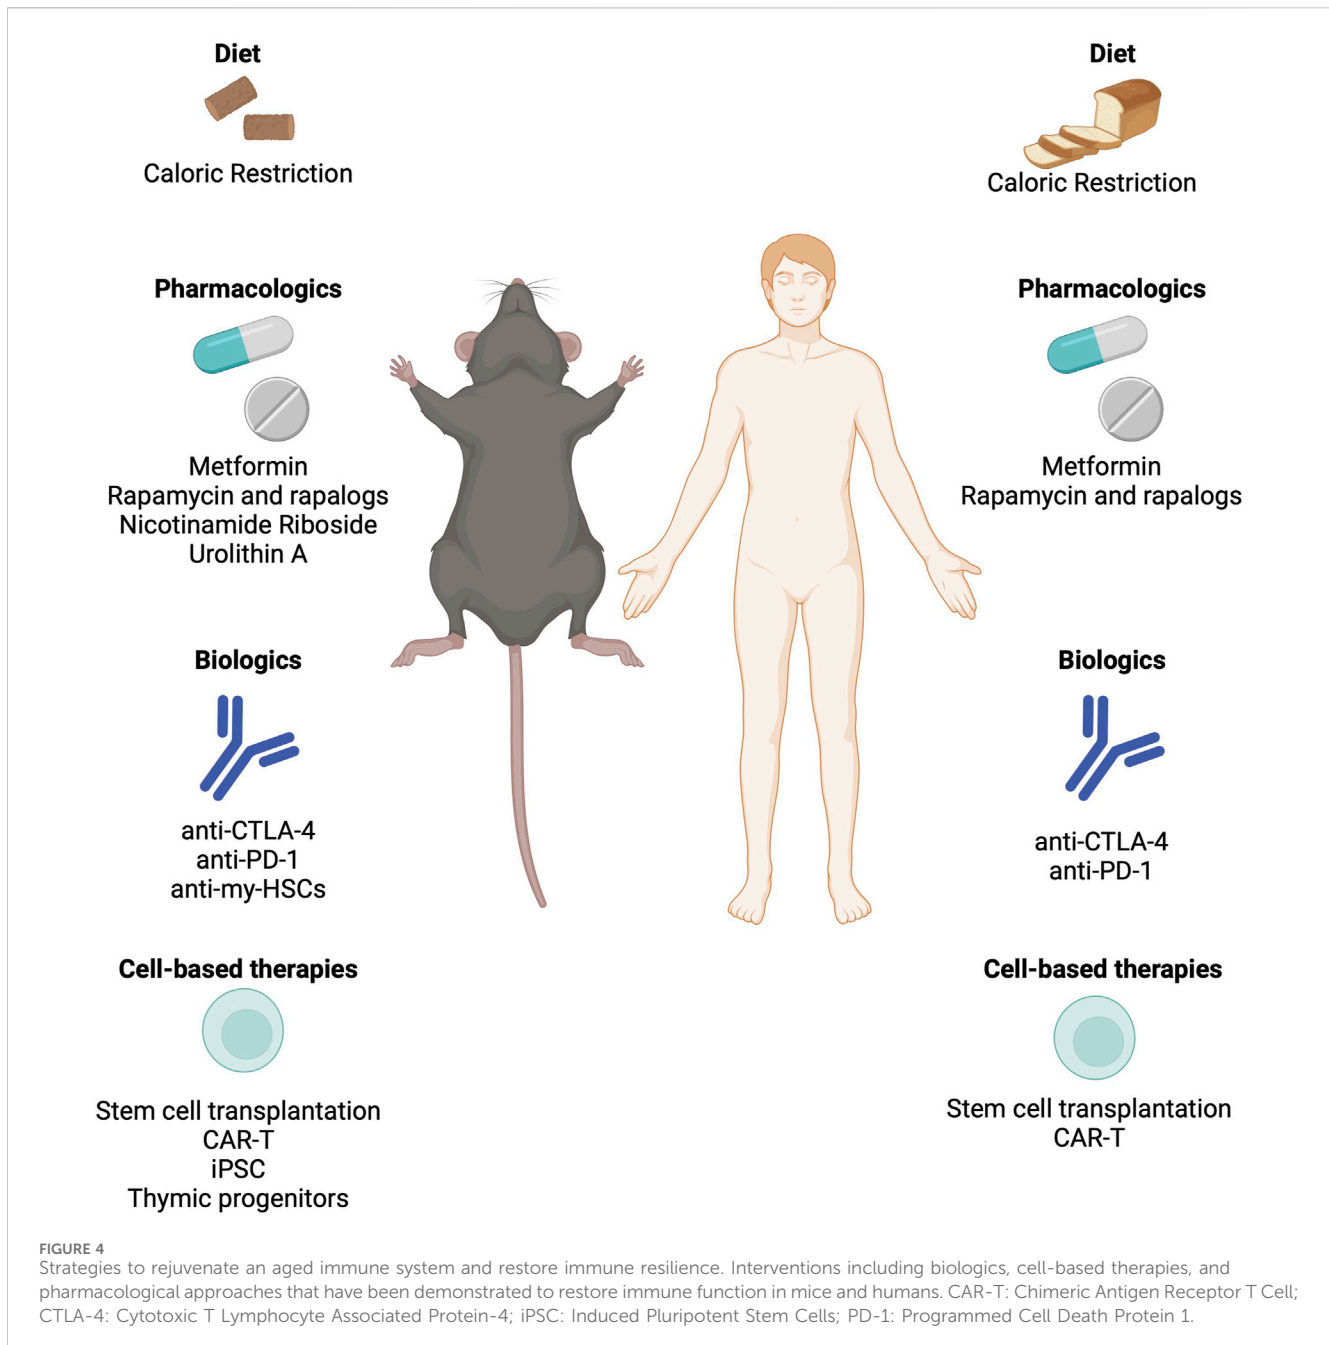 Diet
Caloric Restriction
Pharmacologics
Metformin
Rapamycin and rapalogs
Nicotinamide Riboside
Urolithin A
Biologics
anti-CTLA-4
anti-PD-1
anti-my-HSCs
Cell-based therapies
Stem cell transplantation
CAR-T
iPSC
Thymic progenitors
Diet
Caloric Restriction
Pharmacologics
Metformin
Rapamycin and rapalogs
Biologics
anti-CTLA-4
anti-PD-1
Cell-based therapies
Stem cell transplantation
CAR-T
FIGURE 4
Strategies to rejuvenate an aged immune system and restore immune resilience. Interventions including biologics, cell-based therapies, and
pharmacological approaches that have been demonstrated to restore immune function in mice and humans. CAR-T: Chimeric Antigen Receptor T Cell;
CTLA-4: Cytotoxic T Lymphocyte Associated Protein-4; iPSC: Induced Pluripotent Stem Cells; PD-1: Programmed Cell Death Protein 1.